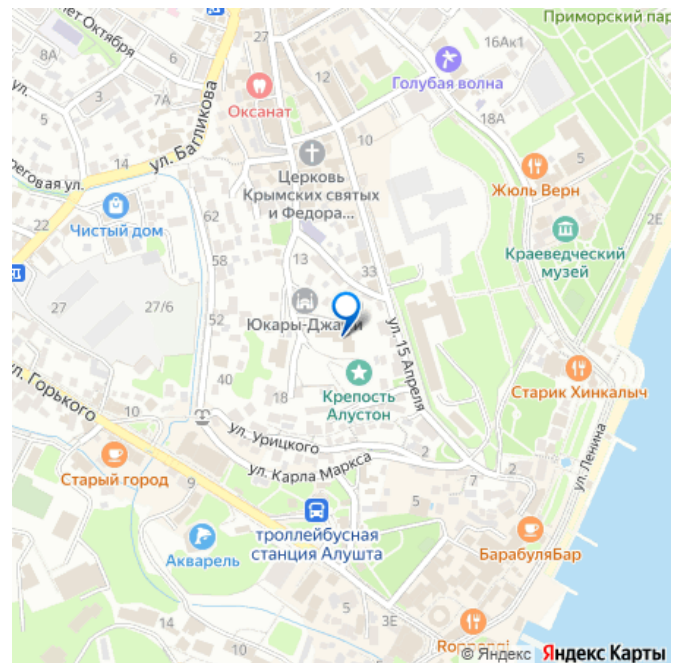 Приморский пар
лет Октября
27
8А
6
16Ак1
3
7А
Оксанат
12
Голубая волна
5
ул.
ул. Багликова
18А
10
14
Церковь
Крымских святых
и Федора...
5
реговая ул.
Жюль Верн
22
62
Чистый дом
2Е
Краеведческий
музей
58
13
33
27
27/6
52
Юкары-Джами
ул. 15 Апреля
40
Крепость
Алустон
Старик Хинкалыч
ул. Горького
18
10
ул. Урицкого
2
2
ул. Ленина
Старый город
9
ул. Карла Маркса
7
5
троллейбусная
станция Алушта
Акварель
БарабуляБар
5
3
3Е
© Яндекс Яндекс Карты